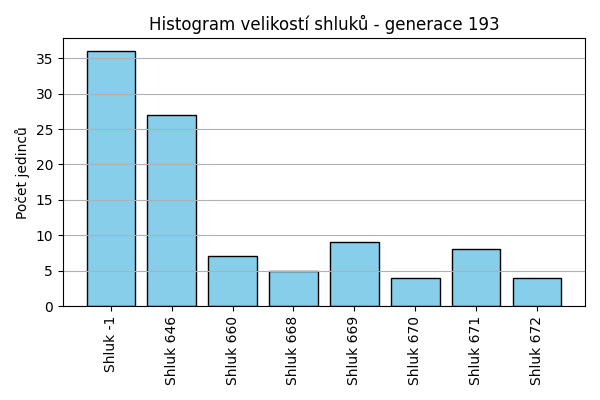 Histogram velikostí shluků - generace 193
Počet jedinců
35
30
25
20
15
10
5
0
Shluk -1
Shluk 646
Shluk 660
Shluk 668
Shluk 669
Shluk 670
Shluk 671
Shluk 672